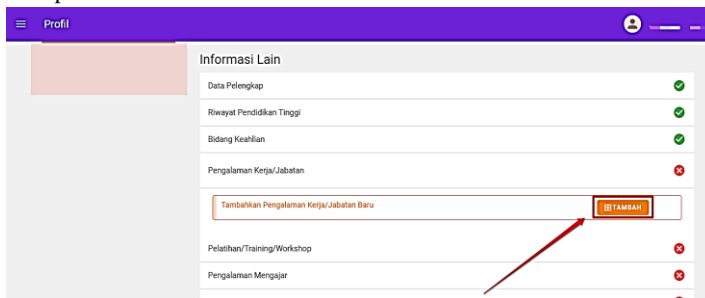 Profil
Informasi Lain
Data Pelengkap
Riwayat Pendidikan Tinggi
Bidang Keahlian
Pengalaman Kerja/Jabatan
Tambahkan Pengalaman Kerja/Jabatan Baru
TAMBAH
Pelatihan/Training/Workshop
Pengalaman Mengajar